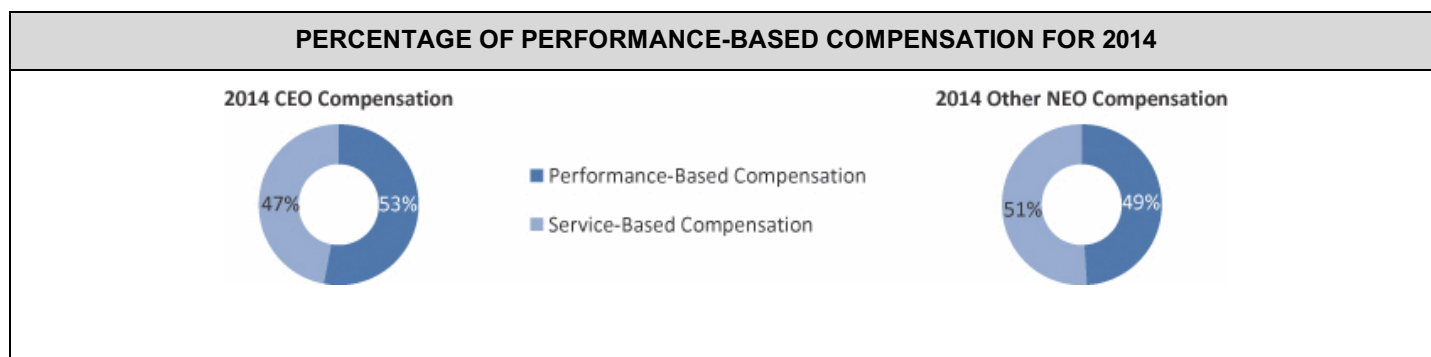 PERCENTAGE OF PERFORMANCE-BASED COMPENSATION FOR 2014
2014 CEO Compensation
47%
53%
Performance-Based Compensation
Service-Based Compensation
2014 Other NEO Compensation
51%
49%